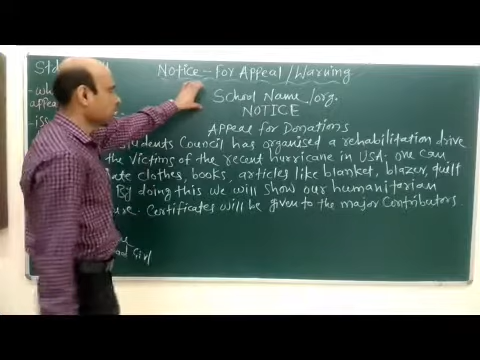 Std
Notice - for Appeal / Warning
School Name / org.
NOTICE
Appeal for Donations
Students Council has organised a rehabilitation drive
the victims of the recent hurricane in USA. One can
clothes, books, articles like blanket, blazer, quilt
By doing this we will show our humanitarian
Certificates will be given to the major Contributors.